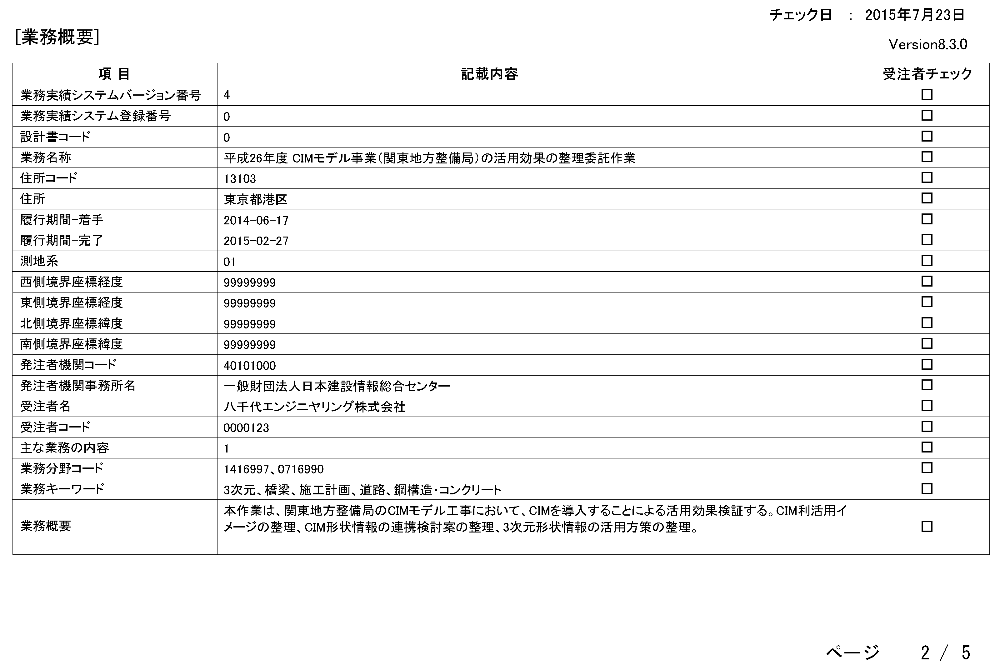 チェック日 : 2015年7月23日
[業務概要]
Version8.3.0
項 目 記載内容 受注者チェック
業務実績システムバージョン番号 4 □
業務実績システム登録番号 0 □
設計書コード 0 □
業務名称 平成26年度 CIMモデル事業(関東地方整備局)の活用効果の整理委託作業 □
住所コード 13103 □
住所 東京都港区 □
履行期間-着手 2014-06-17 □
履行期間-完了 2015-02-27 □
測地系 01 □
西側境界座標経度 99999999 □
東側境界座標経度 99999999 □
北側境界座標緯度 99999999 □
南側境界座標緯度 99999999 □
発注者機関コード 40101000 □
発注者機関事務所名 一般財団法人日本建設情報総合センター □
受注者名 八千代エンジニヤリング株式会社 □
受注者コード 0000123 □
主な業務の内容 1 □
業務分野コード 1416997、0716990 □
業務キーワード 3次元、橋梁、施工計画、道路、鋼構造・コンクリート □
本作業は、関東地方整備局のCIMモデル工事において、CIMを導入することによる活用効果検証する。CIM利活用イ
業務概要 メージの整理、CIM形状情報の連携検討案の整理、3次元形状情報の活用方策の整理。 □
ページ 2 / 5